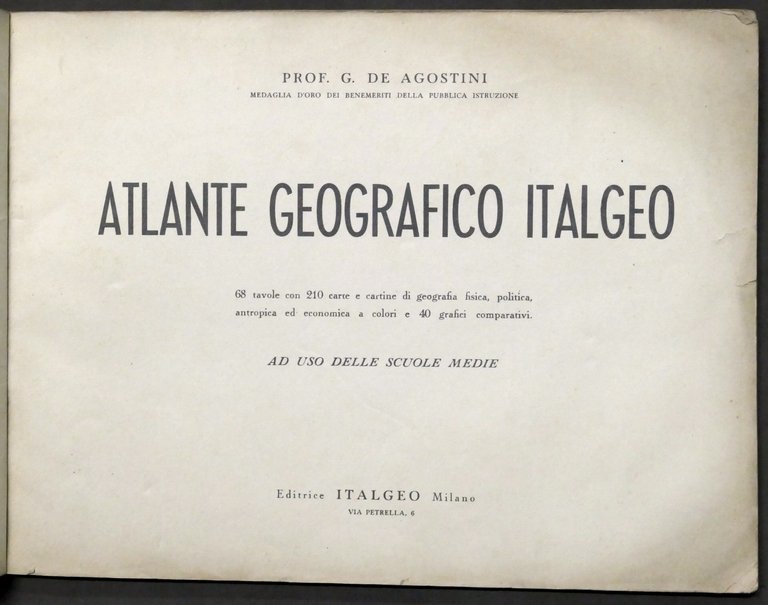 PROF. G. DE AGOSTINI
MEDAGLIA D'ORO DEI BENEMERITI DELLA PUBBLICA ISTRUZIONE
ATLANTE GEOGRAFICO ITALGEO
68 tavole con 210 carte e cartine di geografia fisica, politica,
antropica ed economica a colori e 40 grafici comparativi.
AD USO DELLE SCUOLE MEDIE
Editrice ITALGEO Milano
VIA PETRELLA, 6